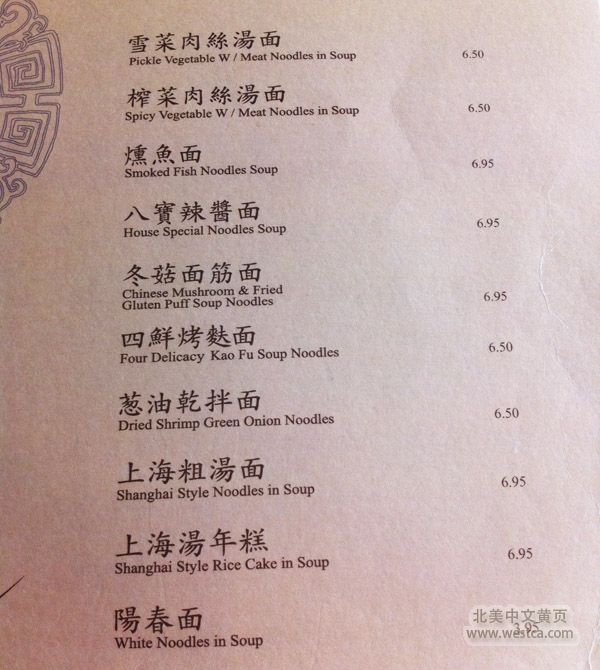 雪菜肉絲湯面
Pickle Vegetable W / Meat Noodles in Soup 6.50
榨菜肉絲湯面
Spicy Vegetable W / Meat Noodles in Soup 6.50
燻魚面
Smoked Fish Noodles Soup 6.95
八寶辣醬面
House Special Noodles Soup 6.95
冬菇面筋面
Chinese Mushroom & Fried
Gluten Puff Soup Noodles 6.95
四鮮烤麩面
Four Delicacy Kao Fu Soup Noodles 6.50
葱油乾拌面
Dried Shrimp Green Onion Noodles 6.50
上海粗湯面
Shanghai Style Noodles in Soup 6.95
上海湯年糕
Shanghai Style Rice Cake in Soup 6.95
陽春面
White Noodles in Soup 3.95
北美中文黄页
www.westca.com